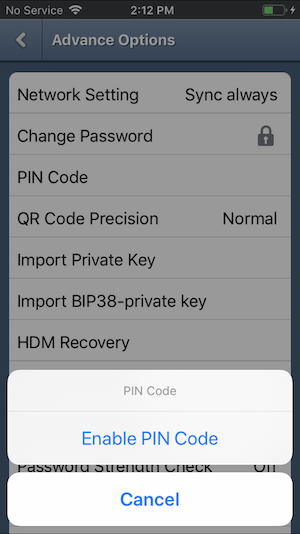 No Service 2:12 PM
Advance Options
Network Setting Sync always
Change Password
PIN Code
QR Code Precision Normal
Import Private Key
Import BIP38-private key
HDM Recovery
PIN Code
Enable PIN Code
Password Strength Check Off
Cancel